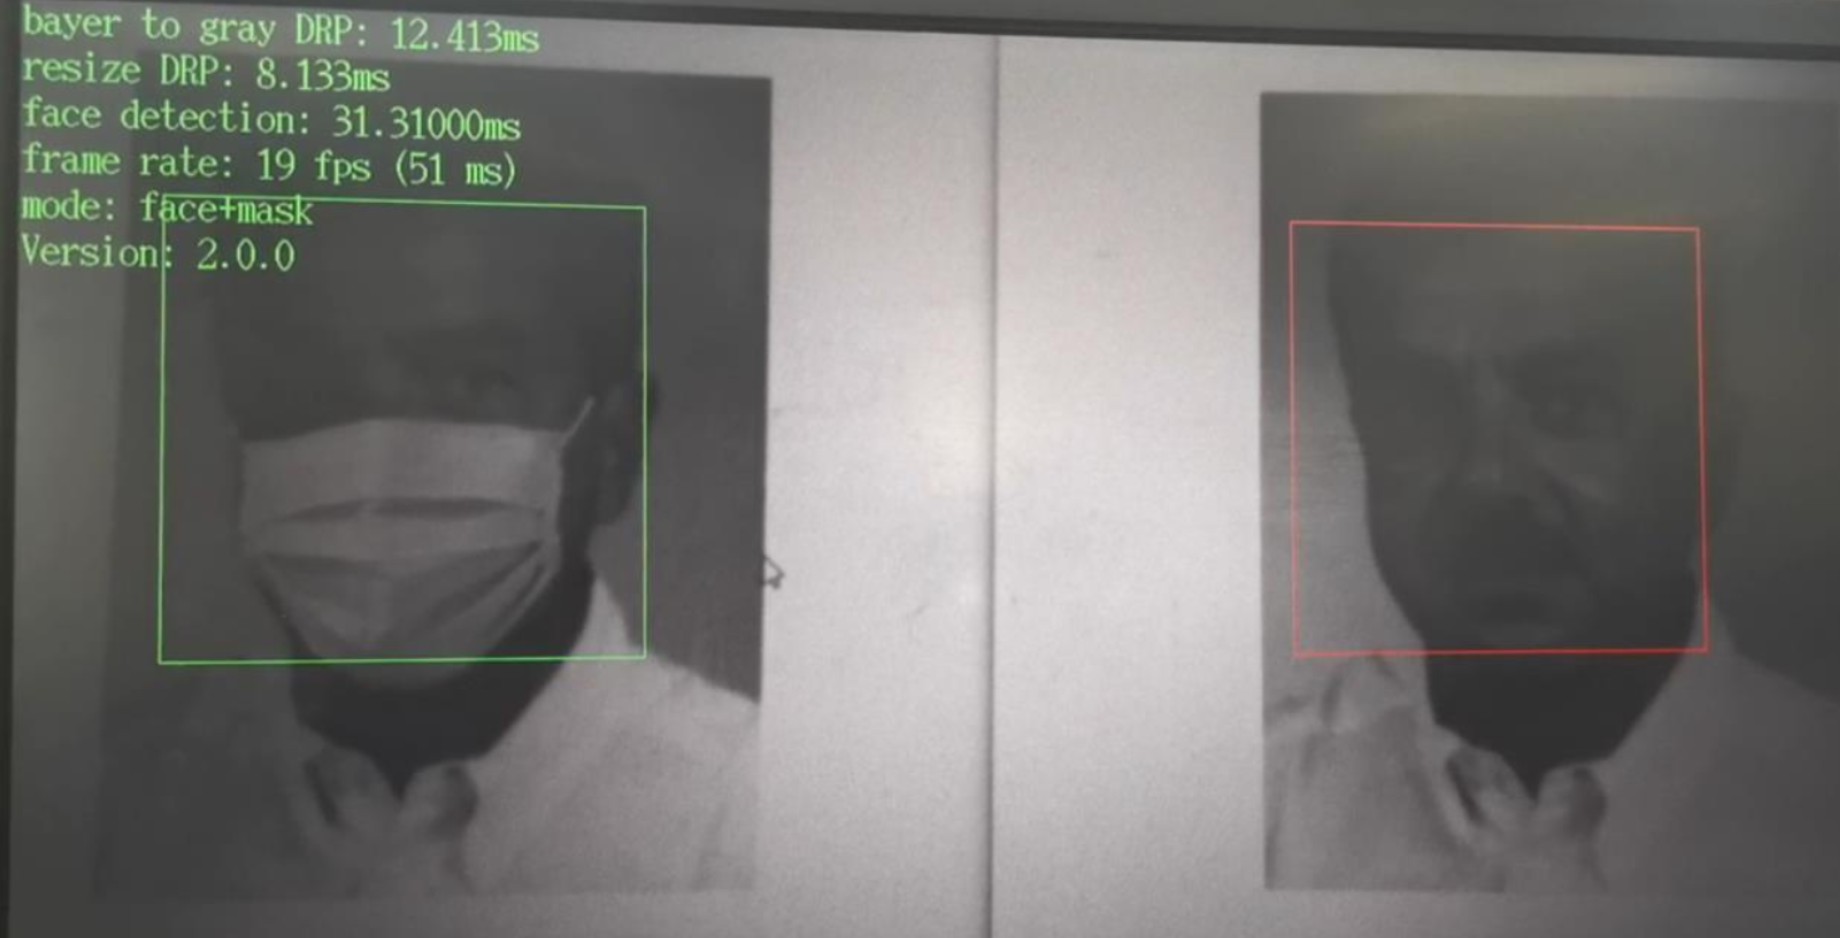 bayer to gray DRP: 12.413ms
resize DRP: 8.133ms
face detection: 31.31000ms
frame rate: 19 fps (51 ms)
mode: face+mask
Version: 2.0.0